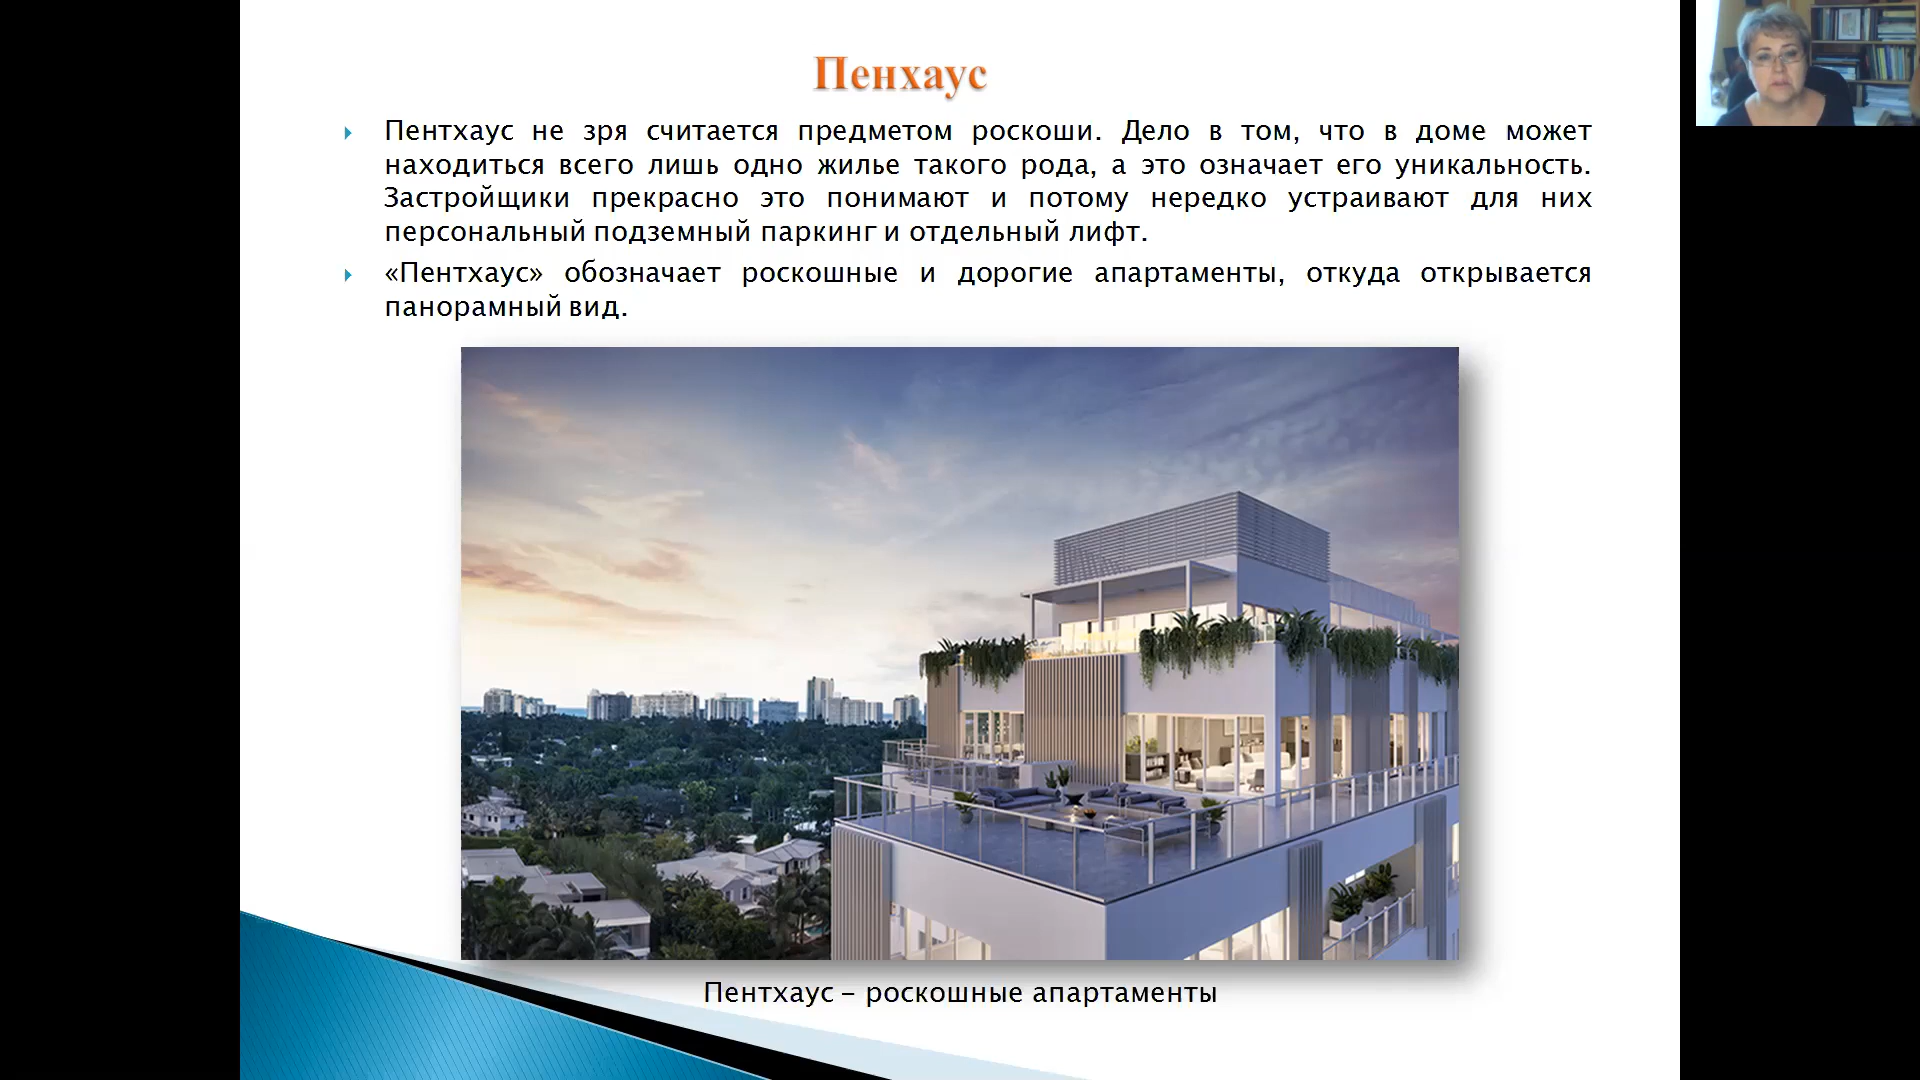 Пенхаус
Пентхаус не зря считается предметом роскоши. Дело в том, что в доме может
находиться всего лишь одно жилье такого рода, а это означает его уникальность.
Застройщики прекрасно это понимают и потому нередко устраивают для них
персональный подземный паркинг и отдельный лифт.
«Пентхаус» обозначает роскошные и дорогие апартаменты, откуда открывается
панорамный вид.
Пентхаус – роскошные апартаменты